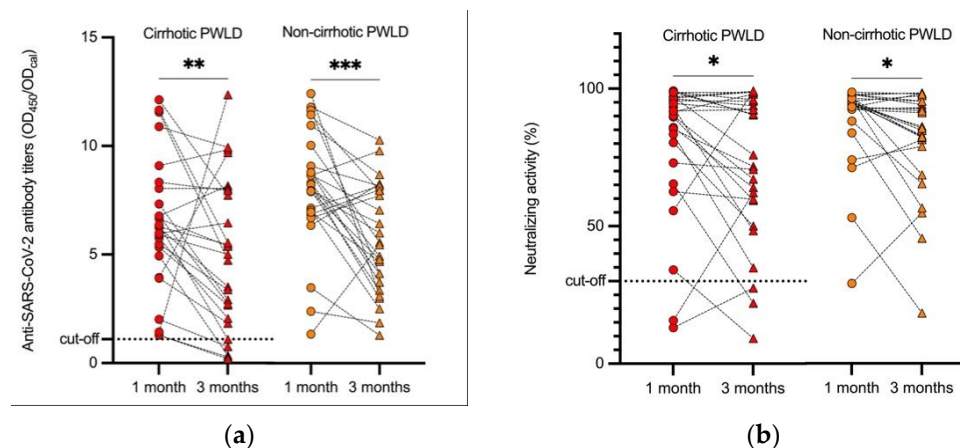 Cirrhotic PWLD
Non-cirrhotic PWLD
**
***
Anti-SARS-CoV-2 antibody titers (OD450/ODcal)
15
10
5
cut-off
0
1 month
3 months
1 month
3 months
(a)
Cirrhotic PWLD
Non-cirrhotic PWLD
*
*
Neutralizing activity (%)
100
50
cut-off
0
1 month
3 months
1 month
3 months
(b)